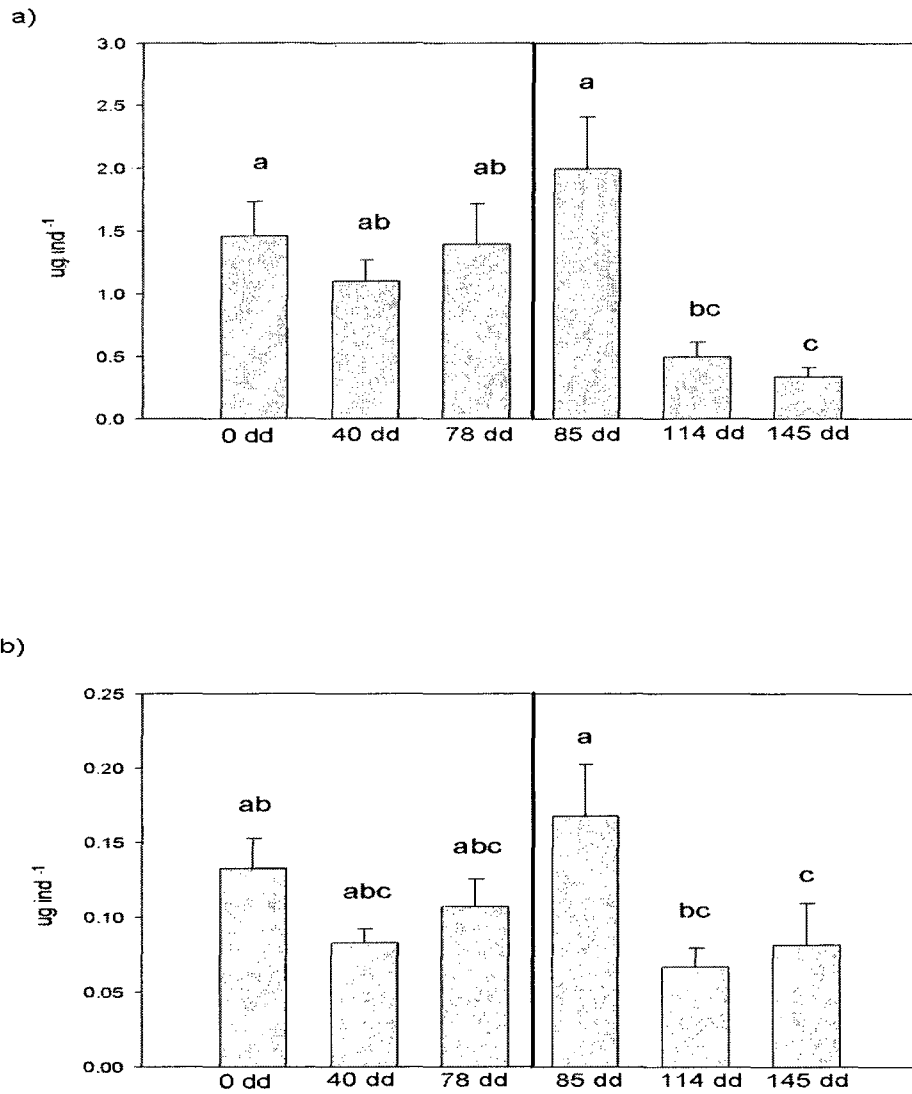 a)
3.0
a
2.5
a
ab
2.0
ab
1.5
ug ind -1
1.0
bc
c
0.5
0.0
0 dd 40 dd 78 dd 85 dd 114 dd 145 dd
b)
0.25
a
0.20
ab
abc
0.15
abc
c
ug ind -1
0.10
bc
0.05
0.00
0 dd 40 dd 78 dd 85 dd 114 dd 145 dd